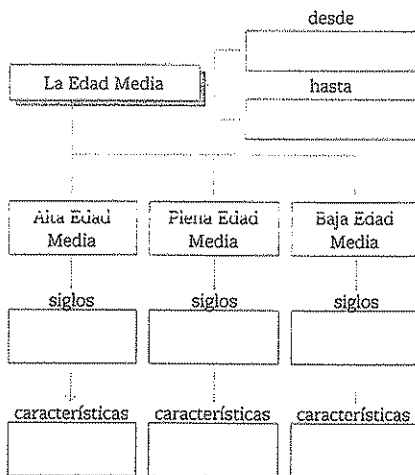 desde
La Edad Media
hasta
Alta Edad
Media
Plena Edad
Media
Baja Edad
Media
siglos
siglos
siglos
características
características
características